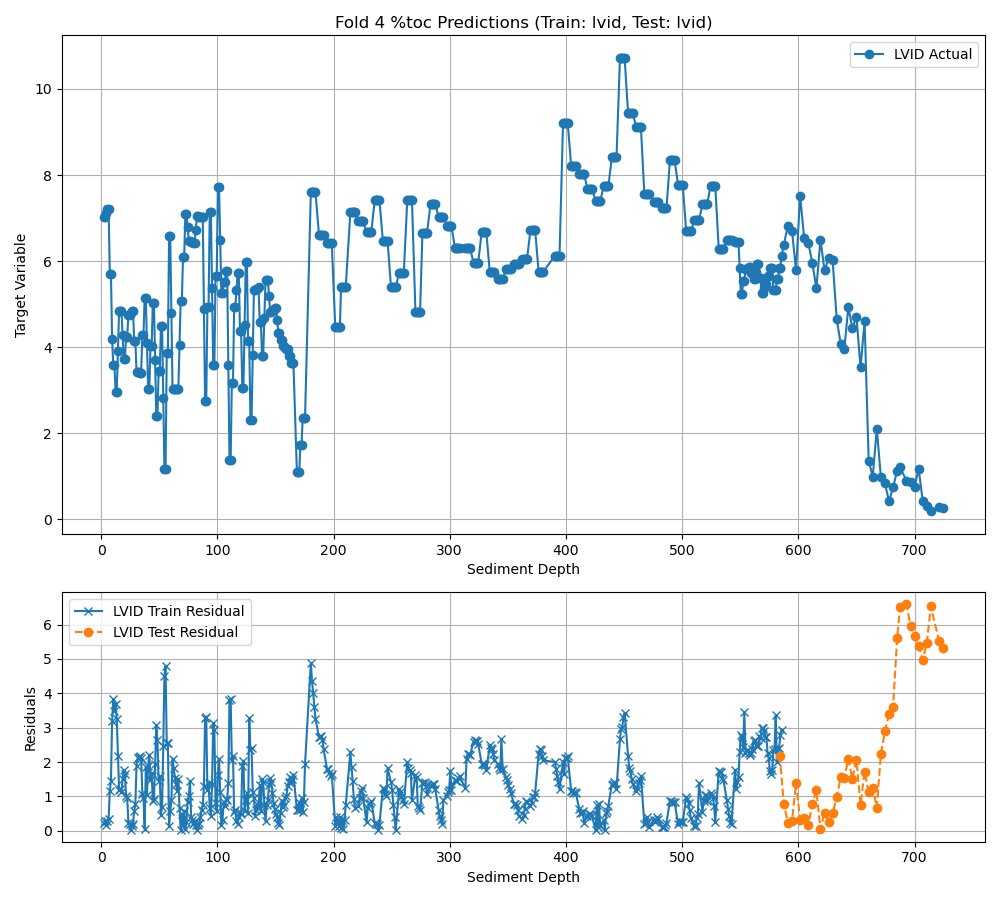 Fold 4 %toc Predictions (Train: lvid, Test: lvid)
LVID Actual
Target Variable
10
8
6
4
2
0
0 100 200 300 400 500 600 700
Sediment Depth
LVID Train Residual
LVID Test Residual
Residuals
6
5
4
3
2
1
0
0 100 200 300 400 500 600 700
Sediment Depth